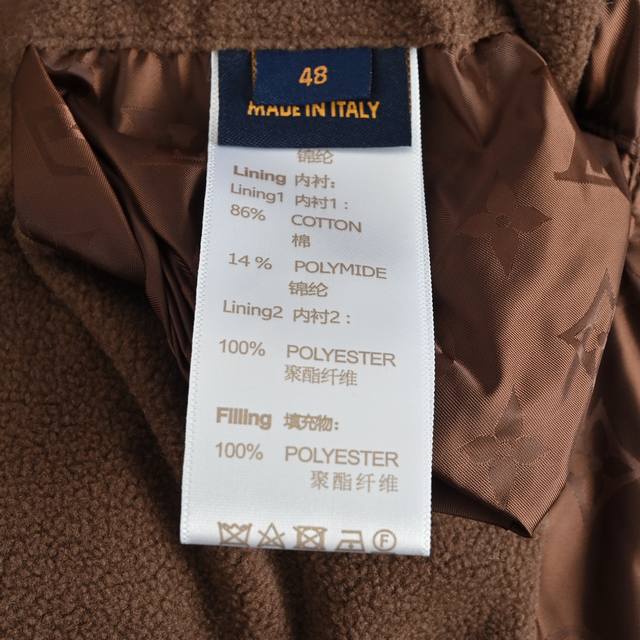 48
MADE IN ITALY
锦纶
Lining 内衬:
Lining1 内衬1:
86% COTTON
棉
14 % POLYMIDE
锦纶
Lining2 内衬2:
100% POLYESTER
聚酯纤维
Filling 填充物:
100% POLYESTER
聚酯纤维
F